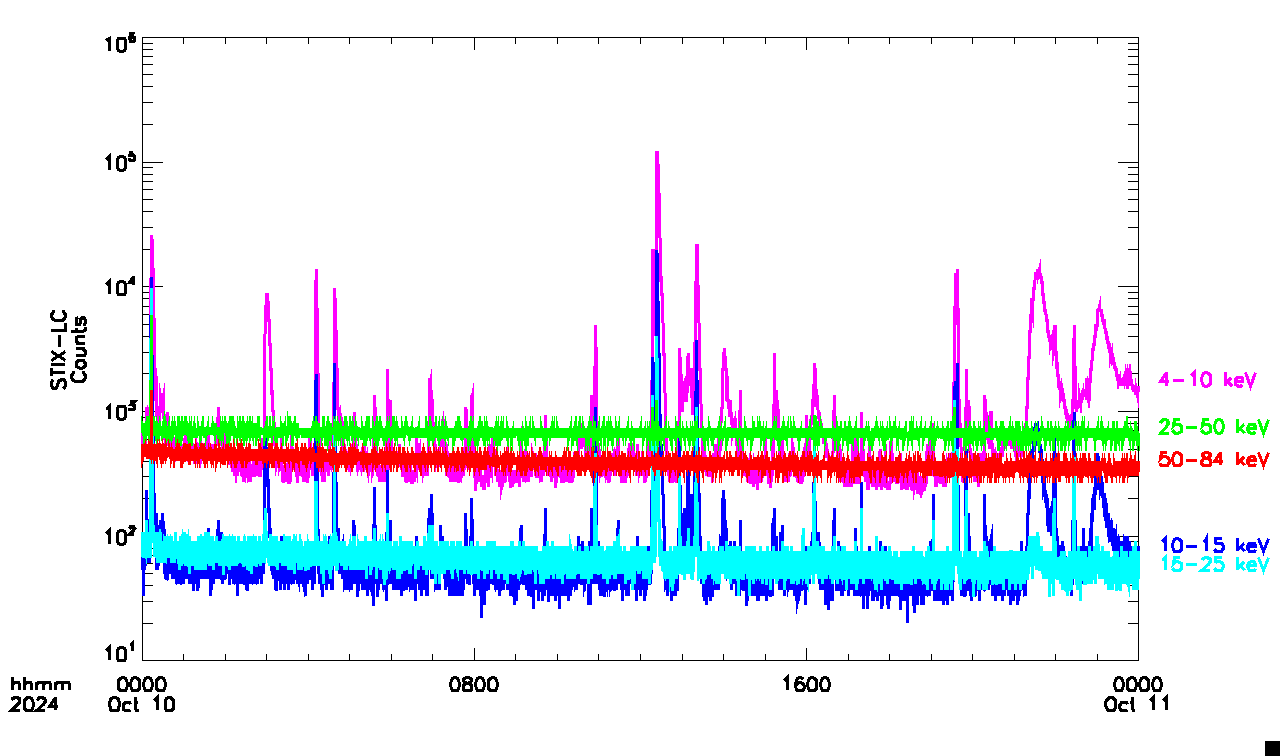 10⁶
10⁵
10⁴
10³
10²
10¹
STIX-LC
Counts
4-10 keV
25-50 keV
50-84 keV
10-15 keV
15-25 keV
hhmm 0000 0800 1600 0000
2024 Oct 10 Oct 11